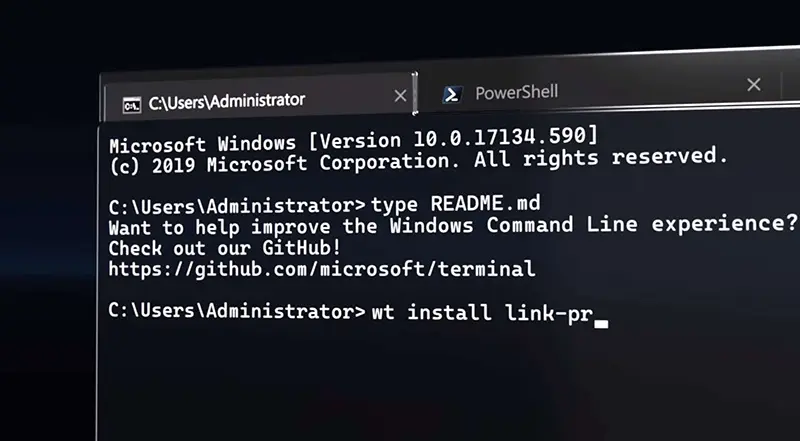 C:\Users\Administrator
PowerShell
Microsoft Windows [Version 10.0.17134.590]
(c) 2019 Microsoft Corporation. All rights reserved.
C:\Users\Administrator>type README.md
Want to help improve the Windows Command Line experience?
Check out our GitHub!
https://github.com/microsoft/terminal
C:\Users\Administrator>wt install link-pr